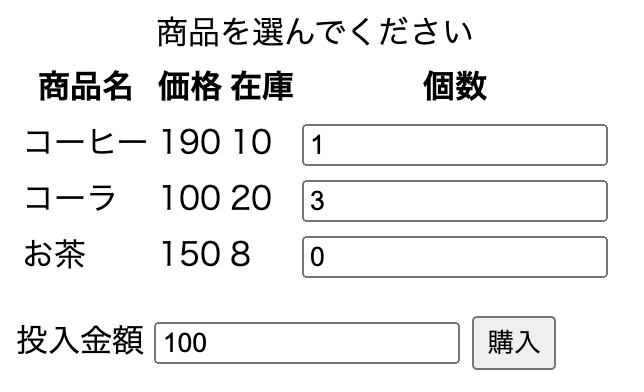 商品を選んでください
商品名 価格 在庫 個数
コーヒー 190 10 1
コーラ 100 20 3
お茶 150 8 0
投入金額 100 購入